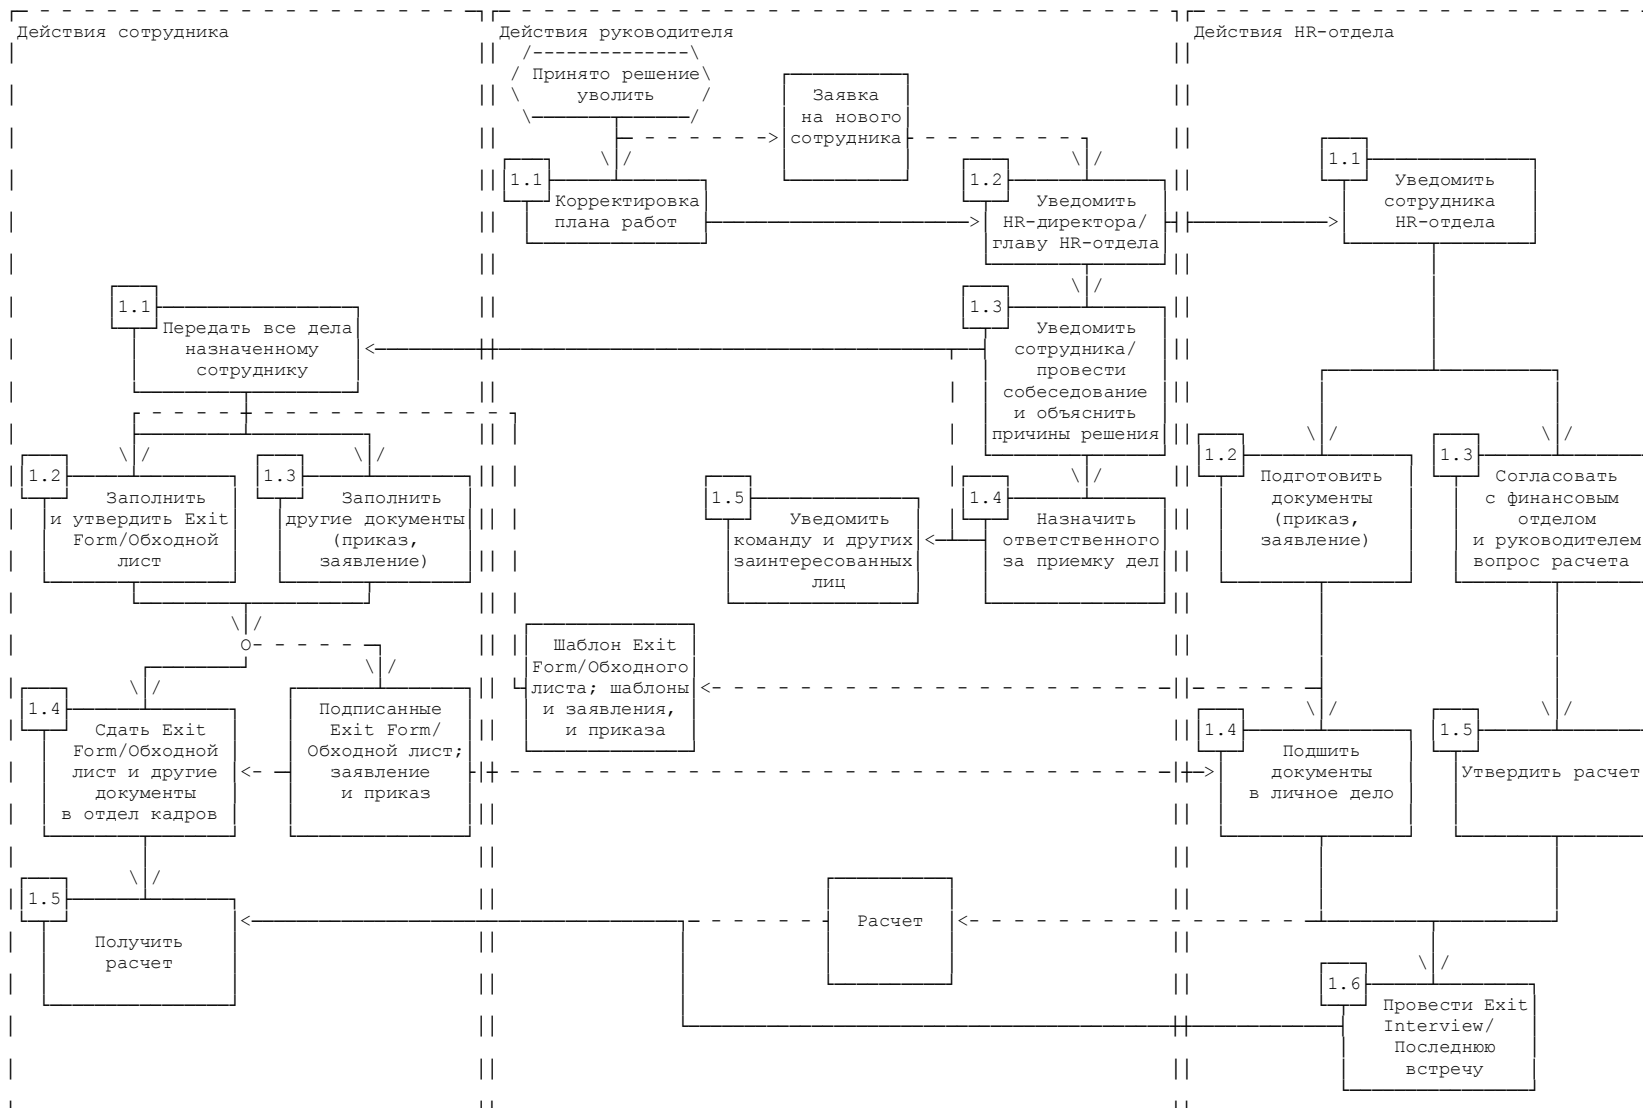 Действия сотрудника
Действия руководителя
Действия HR-отдела
Принято решение
уволить
Заявка
на нового
сотрудника
1.1
Корректировка
плана работ
1.2
Уведомить
HR-директора/
главу HR-отдела
1.1
Уведомить
сотрудника
HR-отдела
1.1
Передать все дела
назначенному
сотруднику
1.3
Уведомить
сотрудника/
провести
собеседование
и объяснить
причины решения
1.2
Заполнить
и утвердить Exit
Form/Обходной
лист
1.3
Заполнить
другие документы
(приказ,
заявление)
1.5
Уведомить
команду и других
заинтересованных
лиц
1.4
Назначить
ответственного
за приемку дел
1.2
Подготовить
документы
(приказ,
заявление)
1.3
Согласовать
с финансовым
отделом
и руководителем
вопрос расчета
Шаблон Exit
Form/Обходного
листа; шаблоны
и заявления,
и приказа
1.4
Сдать Exit
Form/Обходной
лист и другие
документы
в отдел кадров
Подписанные
Exit Form/
Обходной лист;
заявление
и приказ
1.4
Подшить
документы
в личное дело
1.5
Утвердить расчет
1.5
Получить
расчет
Расчет
1.6
Провести Exit
Interview/
Последнюю
встречу